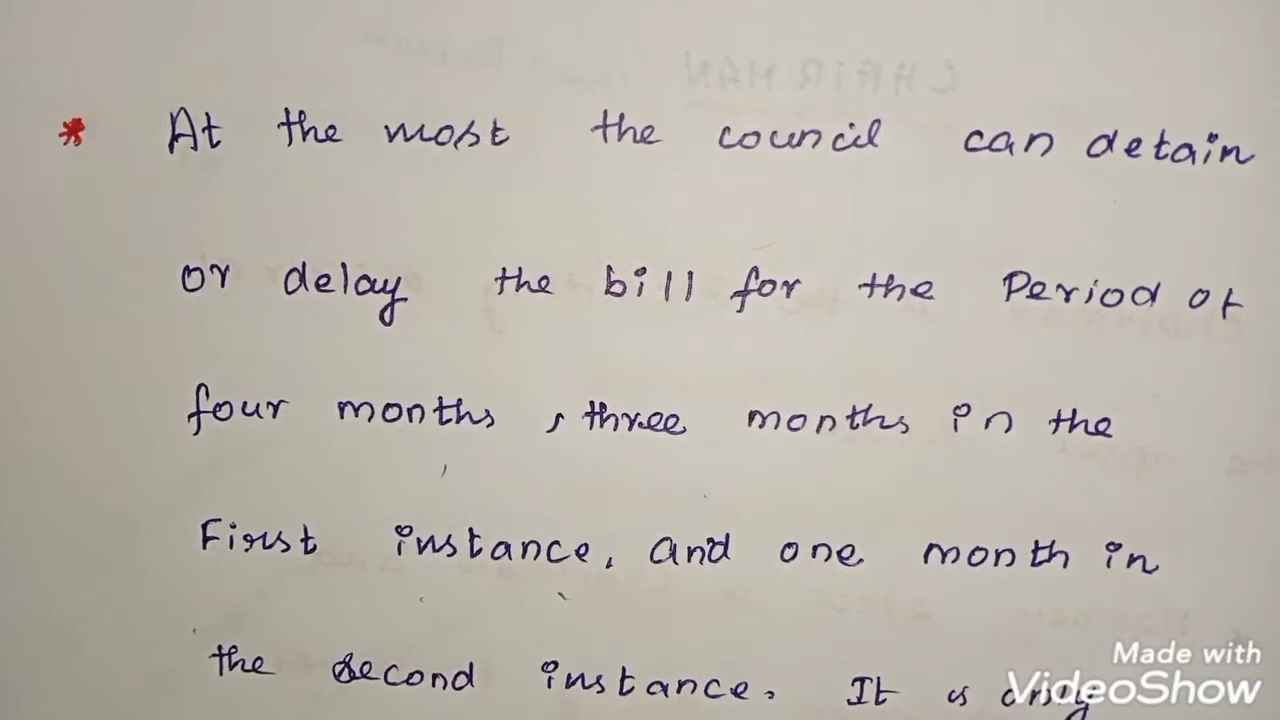 * At the most the council can detain
or delay the bill for the Period of
four months, three months in the
First instance, and one month in
the second instance. It is only
Made with
VideoShow